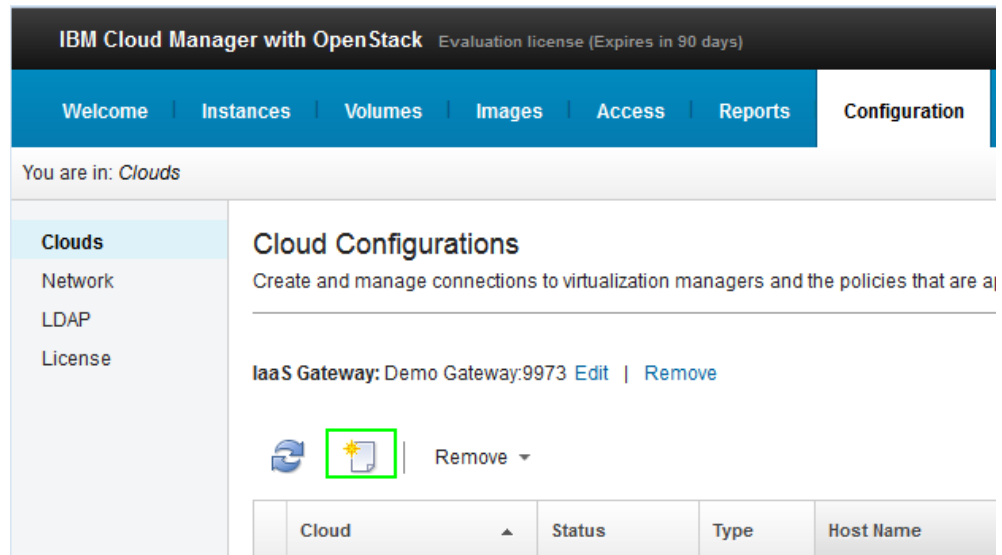 IBM Cloud Manager with OpenStack Evaluation license (Expires in 90 days)
Welcome Instances Volumes Images Access Reports Configuration
You are in: Clouds
Clouds
Network
LDAP
License
Cloud Configurations
Create and manage connections to virtualization managers and the policies that are
IaaS Gateway: Demo Gateway:9973 Edit | Remove
Remove
Cloud Status Type Host Name